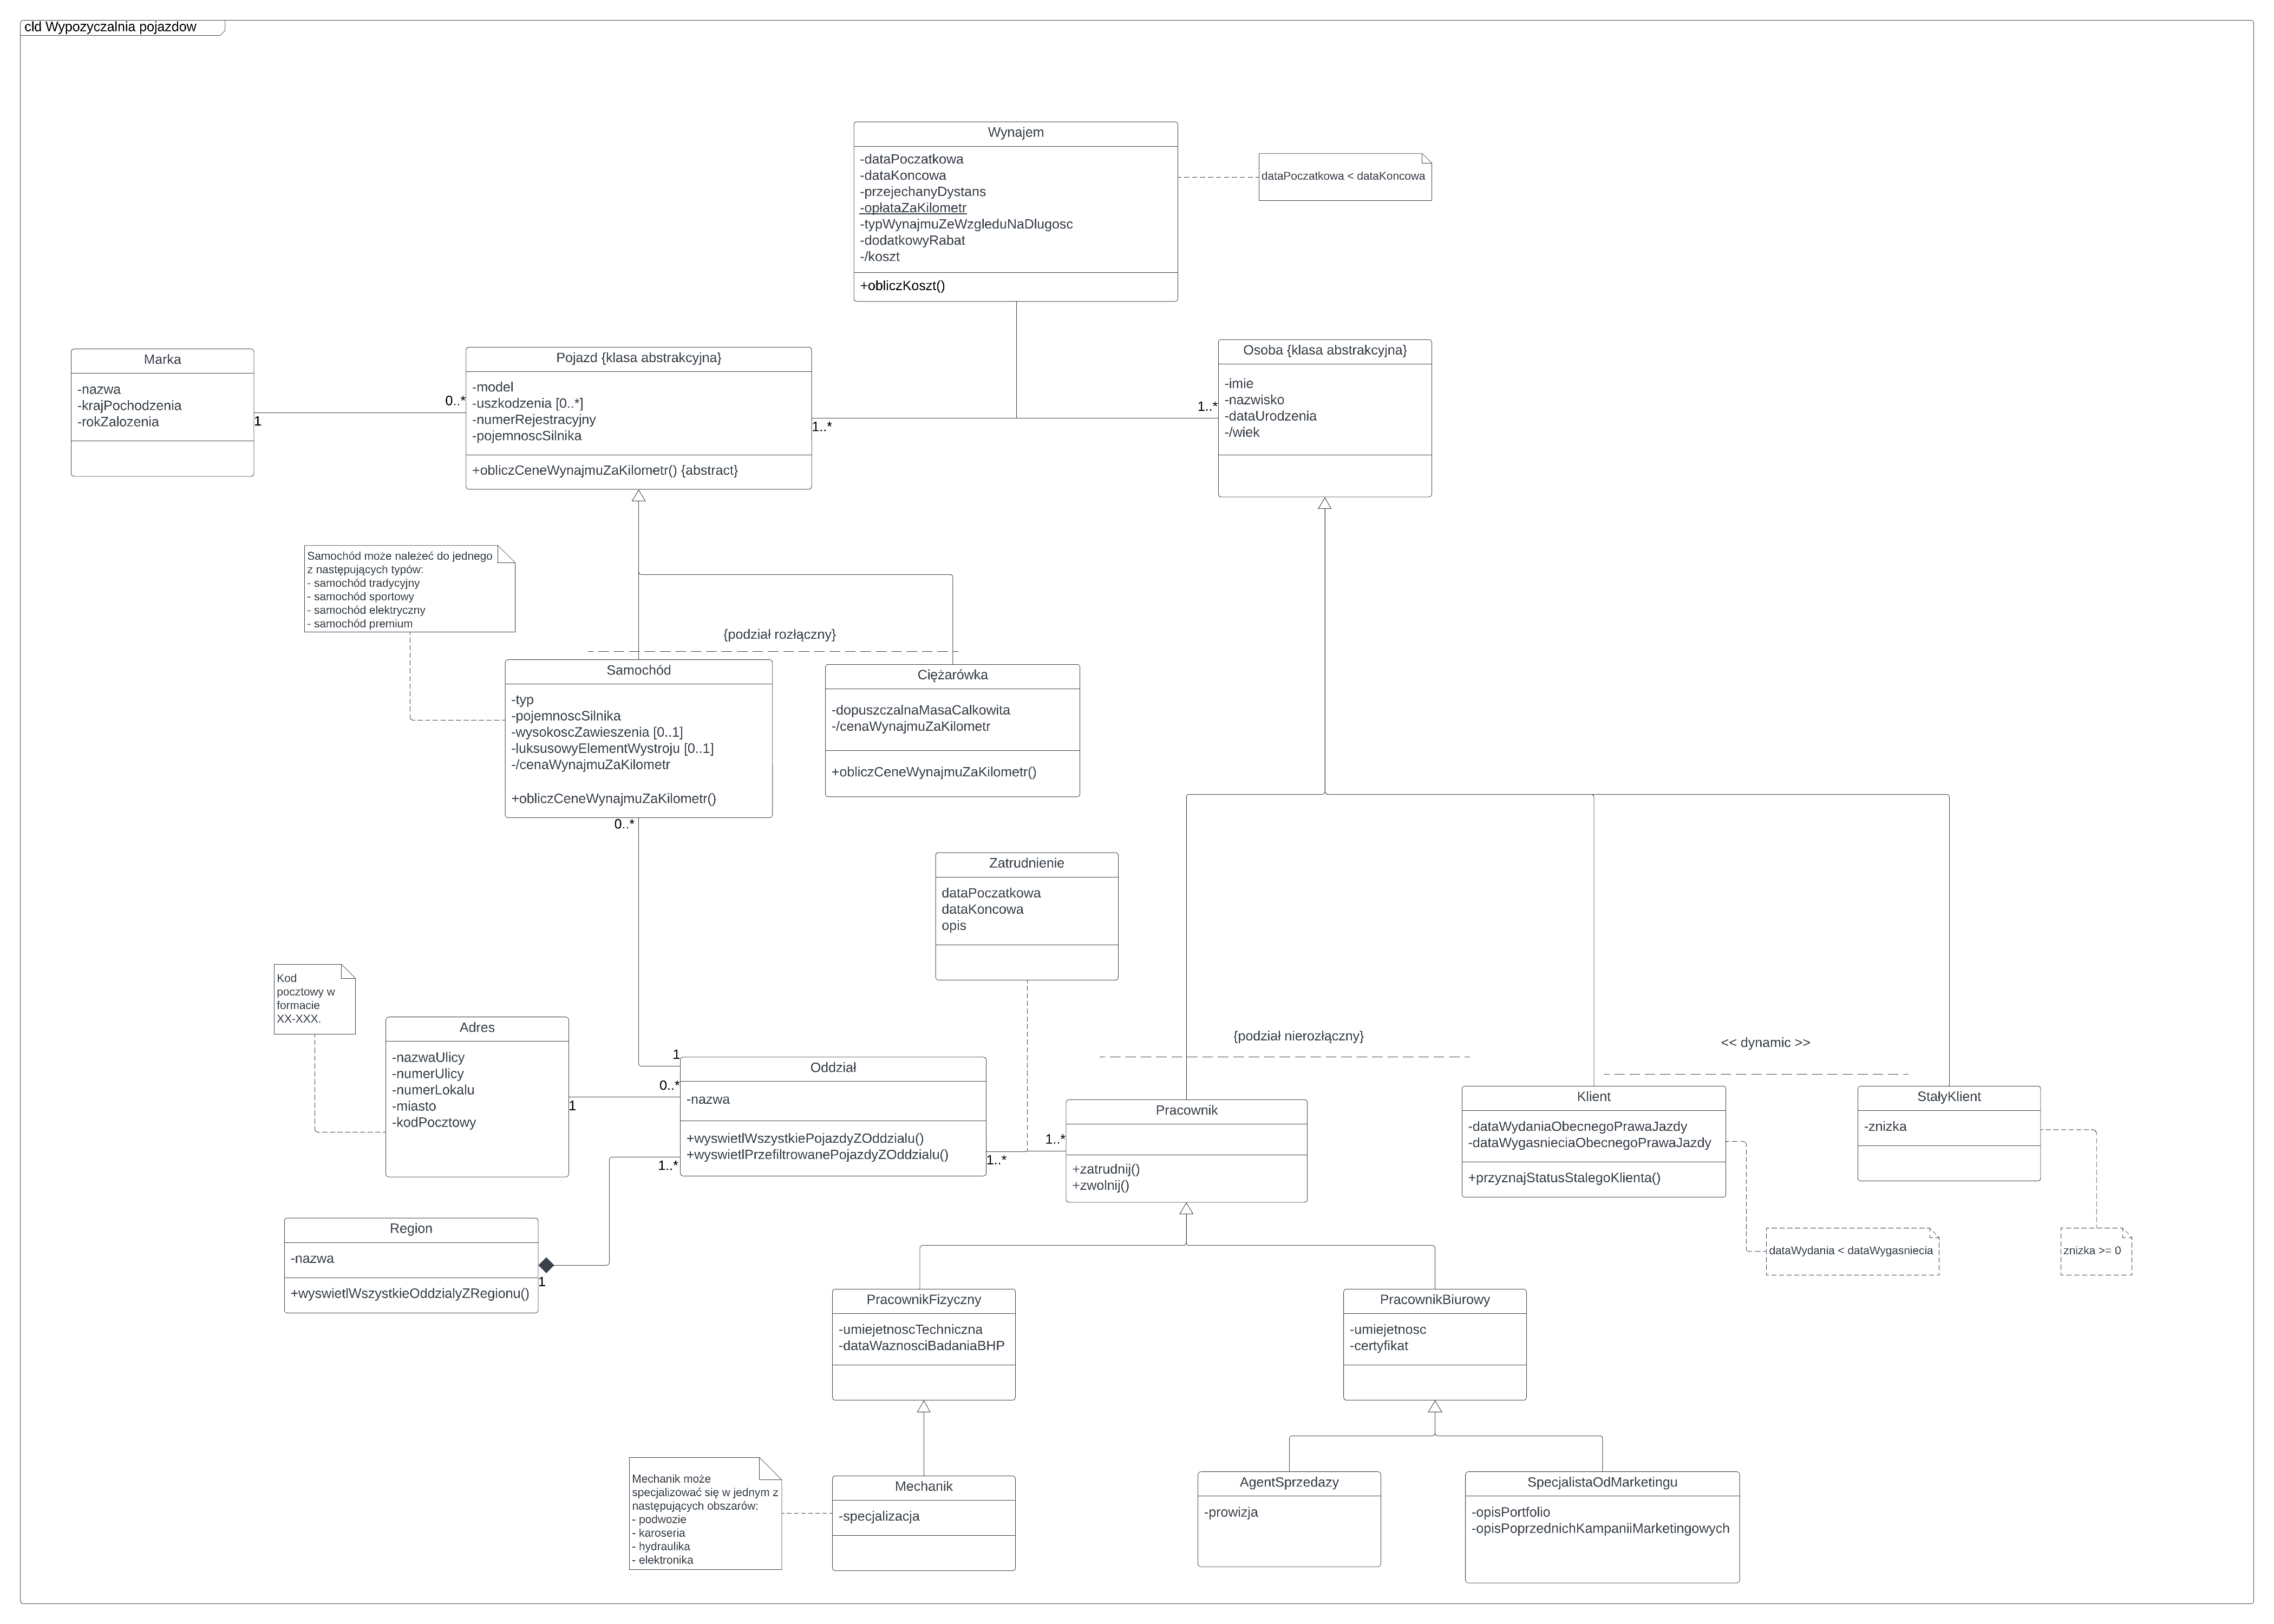 cld Wypozyczalnia pojazdow
Wynajem
-dataPoczatkowa
-dataKoncowa
-przejechanyDystans
-opłataZaKilometr
-typWynajmuZeWzgleduNaDlugosc
-dodatkowyRabat
-/koszt
+obliczKoszt()
dataPoczatkowa < dataKoncowa
Marka
-nazwa
-krajPochodzenia
-rokZalozenia
1
0..*
Pojazd {klasa abstrakcyjna}
-model
-uszkodzenia [0..*]
-numerRejestracyjny
-pojemnoscSilnika
+obliczCeneWynajmuZaKilometr() {abstract}
1..*
1..*
Osoba {klasa abstrakcyjna}
-imie
-nazwisko
-dataUrodzenia
-/wiek
Samochód może należeć do jednego
z następujących typów:
- samochód tradycyjny
- samochód sportowy
- samochód elektryczny
- samochód premium
{podział rozłączny}
Samochód
-typ
-pojemnoscSilnika
-wysokoscZawieszenia [0..1]
-luksusowyElementWystroju [0..1]
-/cenaWynajmuZaKilometr
+obliczCeneWynajmuZaKilometr()
0..*
Ciężarówka
-dopuszczalnaMasaCalkowita
-/cenaWynajmuZaKilometr
+obliczCeneWynajmuZaKilometr()
Zatrudnienie
dataPoczatkowa
dataKoncowa
opis
Kod
pocztowy w
formacie
XX-XXX.
Adres
-nazwaUlicy
-numerUlicy
-numerLokalu
-miasto
-kodPocztowy
1
1
0..*
1..*
Oddział
-nazwa
+wyswietlWszystkiePojazdyZOddzialu()
+wyswietlPrzefiltrowanePojazdyZOddzialu()
1..*
1..*
{podział nierozłączny}
<< dynamic >>
Pracownik
+zatrudnij()
+zwolnij()
Klient
-dataWydaniaObecnegoPrawaJazdy
-dataWygasnieciaObecnegoPrawaJazdy
+przyznajStatusStalegoKlienta()
StałyKlient
-znizka
dataWydania < dataWygasniecia
znizka >= 0
Region
-nazwa
+wyswietlWszystkieOddzialyZRegionu()
1
PracownikFizyczny
-umiejetnoscTechniczna
-dataWaznosciBadaniaBHP
PracownikBiurowy
-umiejetnosc
-certyfikat
Mechanik może
specjalizować się w jednym z
następujących obszarów:
- podwozie
- karoseria
- hydraulika
- elektronika
Mechanik
-specjalizacja
AgentSprzedazy
-prowizja
SpecjalistaOdMarketingu
-opisPortfolio
-opisPoprzednichKampaniiMarketingowych